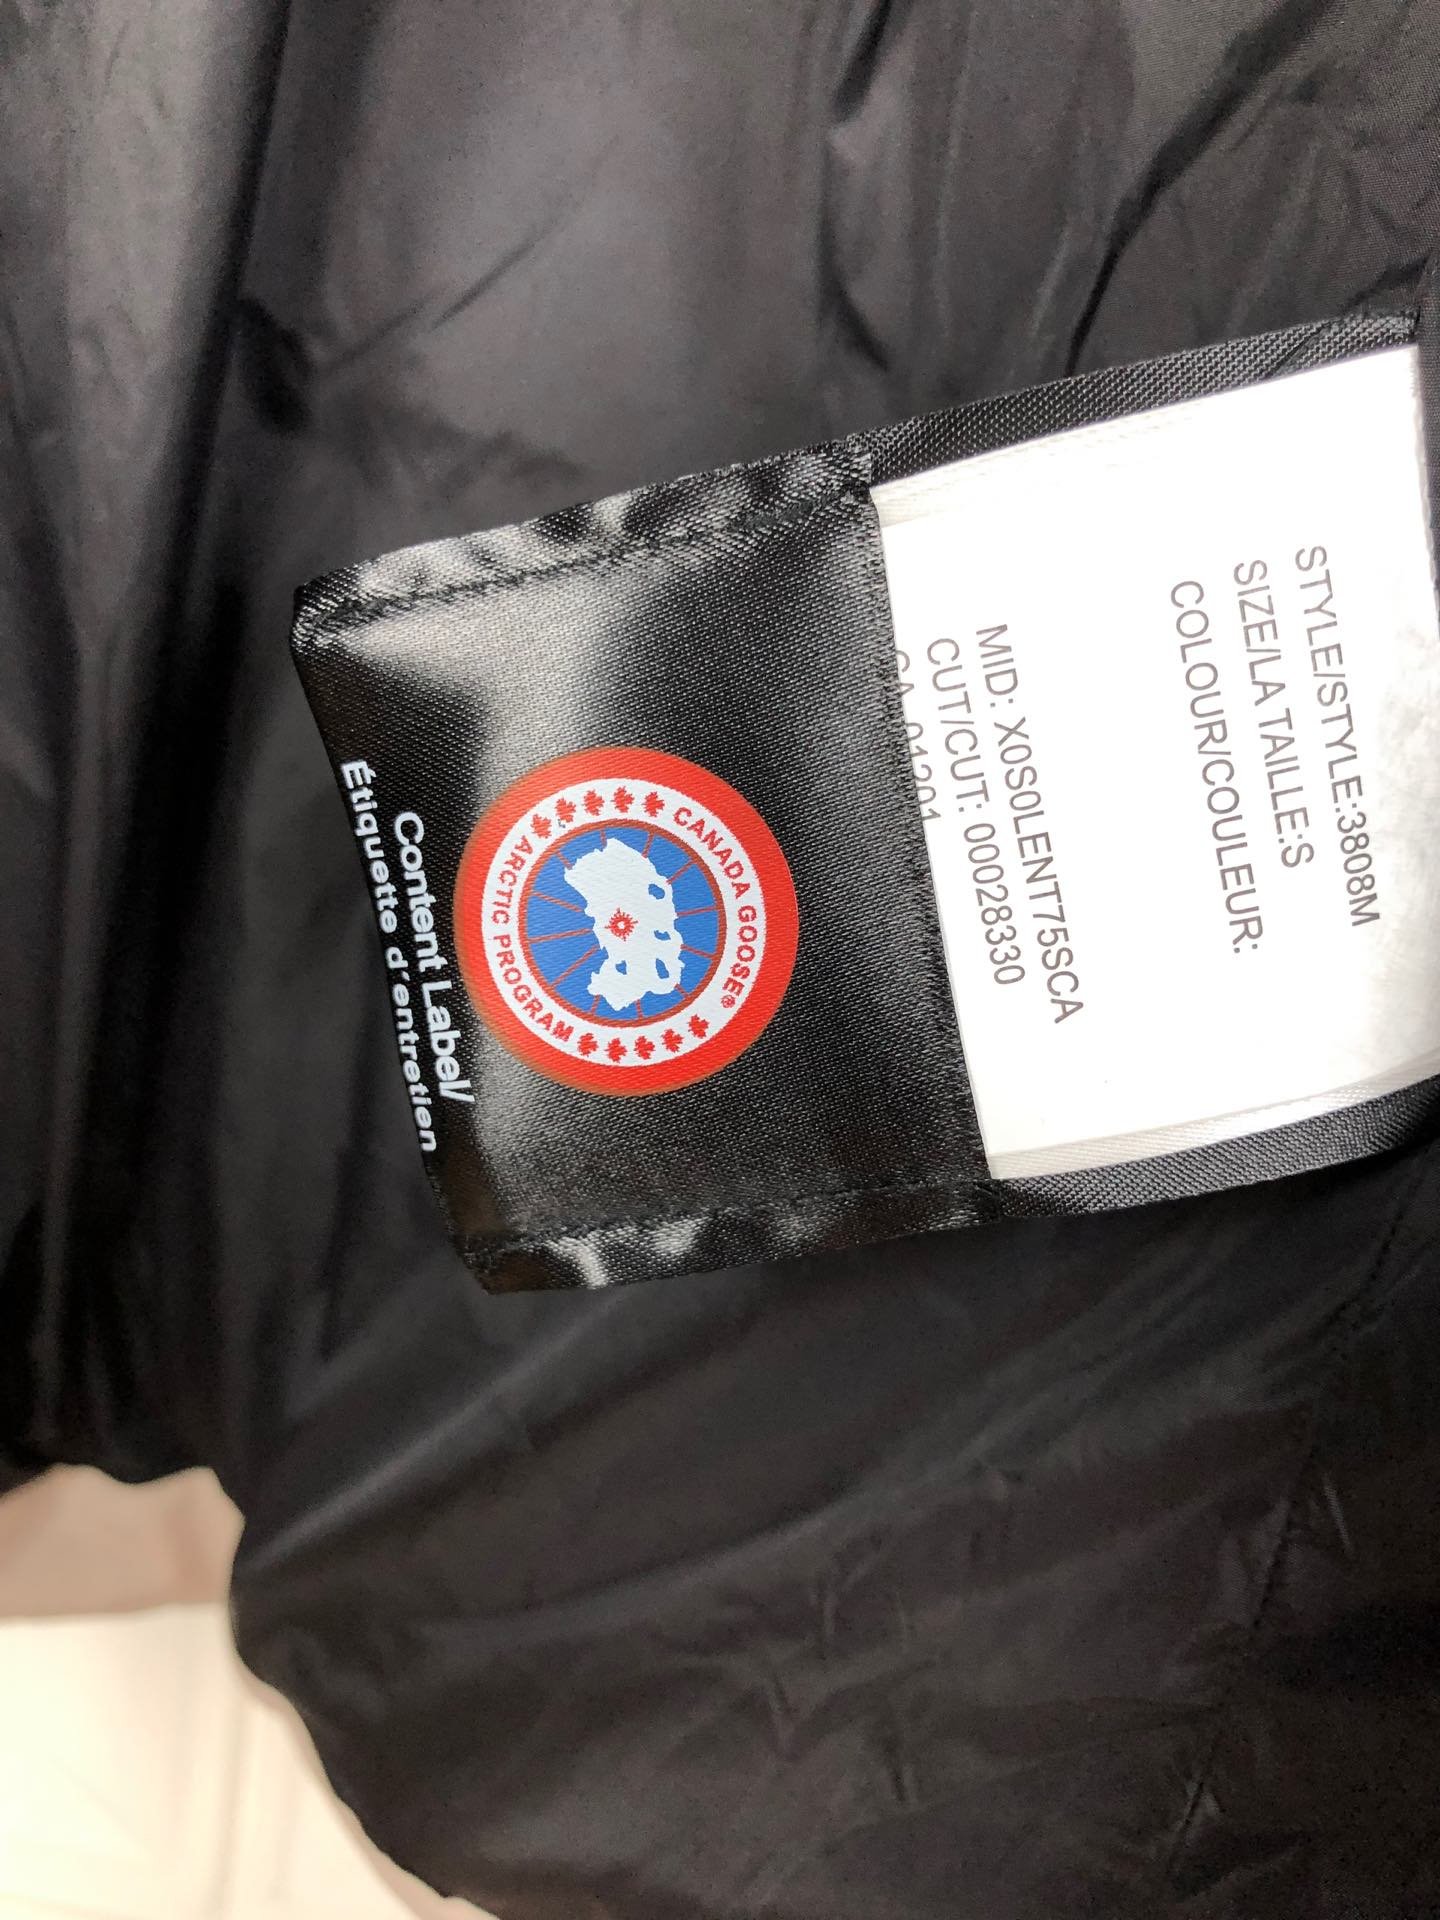 STYLE/STYLE:3808M
SIZE/LA TAILLE:S
COLOUR/COULEUR:
MID: X0S0LENT75SCA
CUT/CUT: 00028330
CANADA GOOSE®
ARCTIC PROGRAM
Content Label/
Étiquette d'entretien